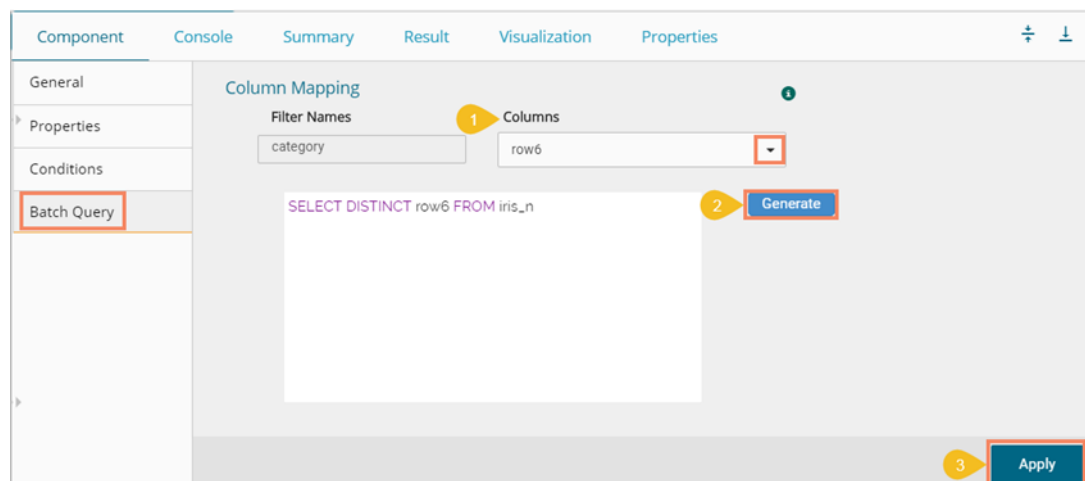 Component Console Summary Result Visualization Properties
General
Properties
Conditions
Batch Query
Column Mapping
Filter Names
1 Columns
category
row6
SELECT DISTINCT row6 FROM iris_n
2 Generate
3 Apply